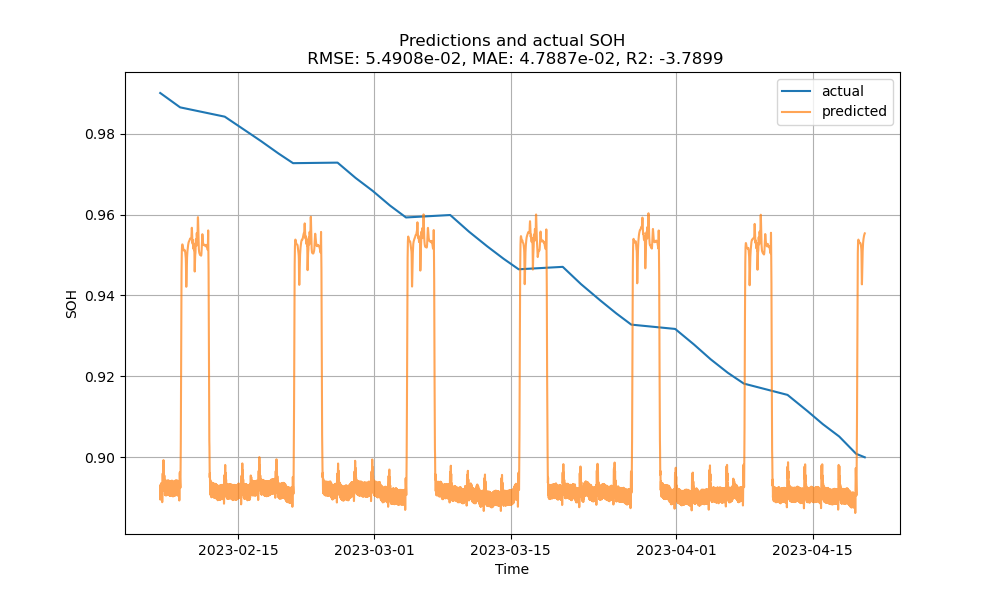 Predictions and actual SOH
RMSE: 5.4908e-02, MAE: 4.7887e-02, R2: -3.7899
actual
predicted
0.98
0.96
0.94
0.92
0.90
SOH
2023-02-15
2023-03-01
2023-03-15
2023-04-01
2023-04-15
Time